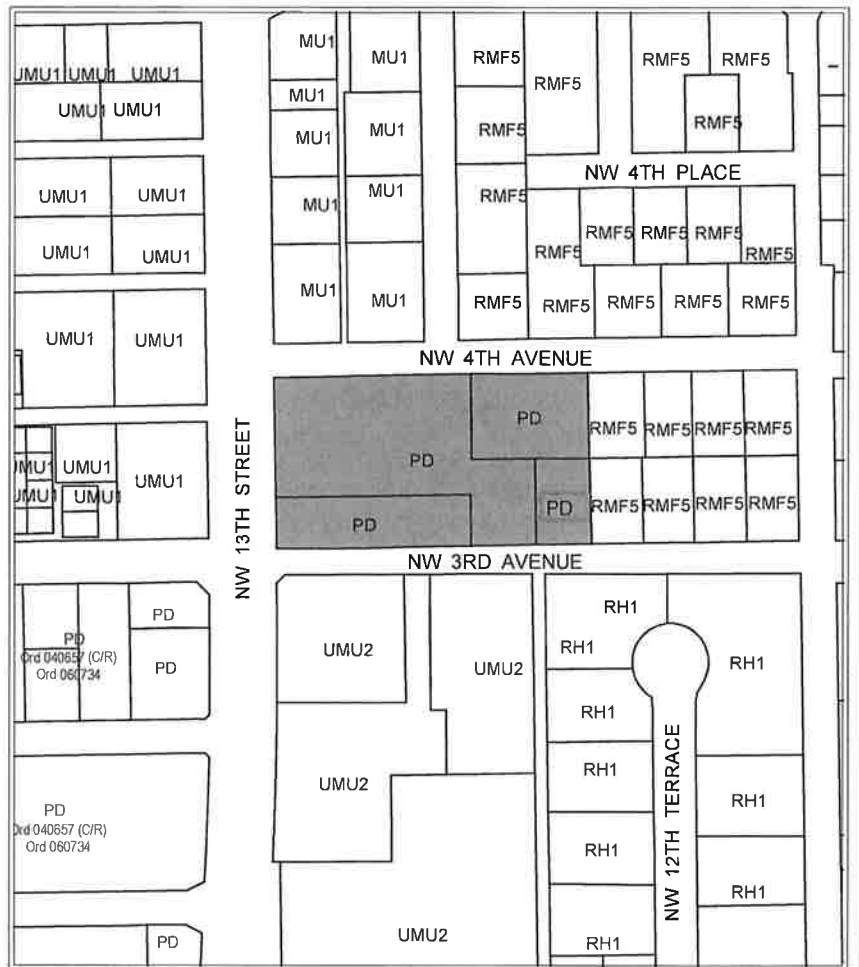 UMU1 UMU1 UMU1
UMU1 UMU1
UMU1 UMU1
UMU1 UMU1
UMU1 UMU1
UMU1 UMU1 UMU1
UMU1 UMU1
NW 13TH STREET
MU1 MU1
MU1
MU1 MU1
MU1 MU1
MU1 MU1
RMF5 RMF5 RMF5 RMF5
RMF5 RMF5
NW 4TH PLACE
RMF5
RMF5 RMF5 RMF5 RMF5 RMF5
RMF5 RMF5 RMF5 RMF5 RMF5
NW 4TH AVENUE
PD PD
RMF5 RMF5 RMF5 RMF5
PD PD
RMF5 RMF5 RMF5 RMF5
NW 3RD AVENUE
PD
PD
Ord 040657 (C/R)
Ord 060734
PD
PD
Ord 040657 (C/R)
Ord 060734
PD
UMU2 UMU2
UMU2
UMU2
RH1
RH1 RH1
RH1
RH1 RH1
RH1 RH1
RH1
NW 12TH TERRACE